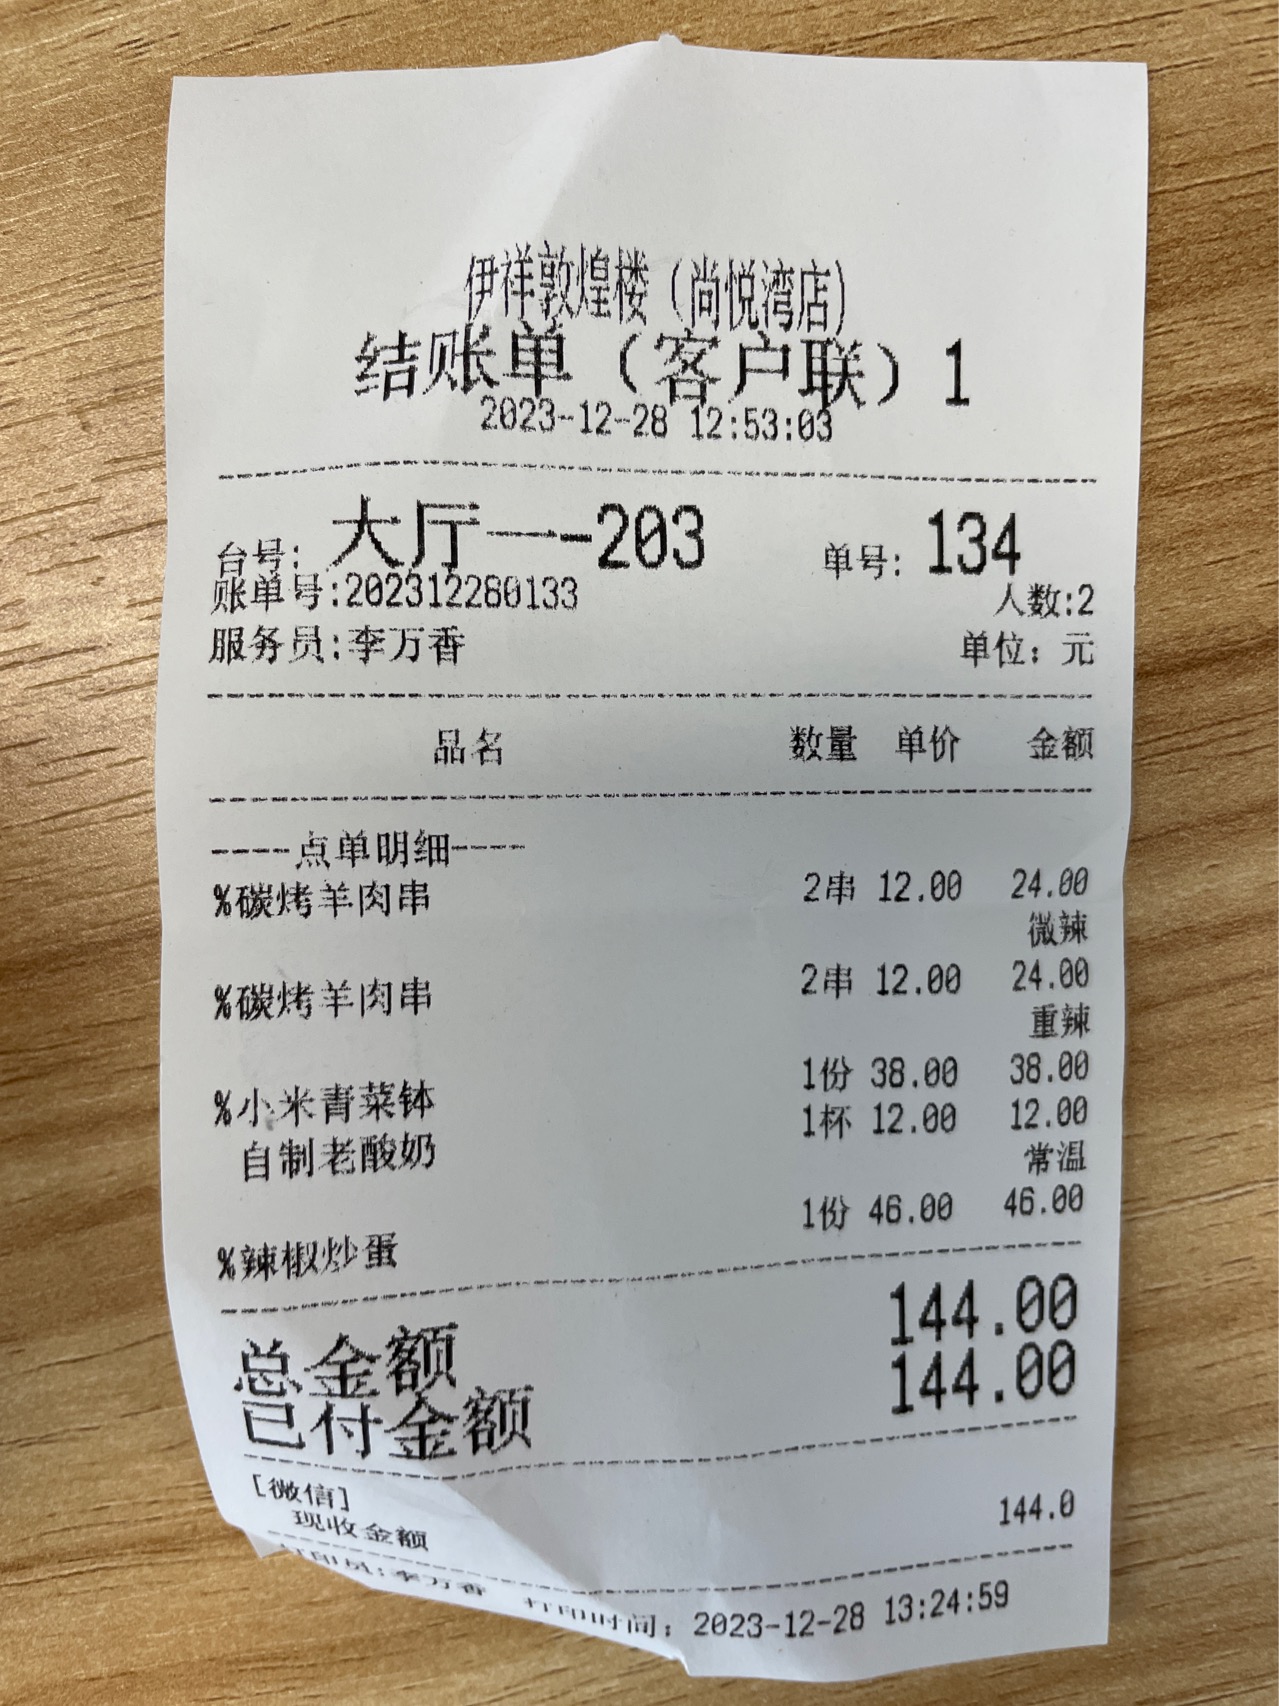 伊祥敦煌楼（尚悦湾店）
结账单（客户联）1
2023-12-28 12:53:03
台号: 大厅一--203 单号: 134
账单号:202312280133 人数:2
服务员:李万香 单位: 元
品名 数量 单价 金额
----点单明细----
%碳烤羊肉串 2串 12.00 24.00
微辣
%碳烤羊肉串 2串 12.00 24.00
重辣
%小米青菜钵 1份 38.00 38.00
自制老酸奶 1杯 12.00 12.00
常温
%辣椒炒蛋 1份 46.00 46.00
总金额 144.00
已付金额 144.00
[微信]
现收金额 144.0
打印员:李万香 打印时间: 2023-12-28 13:24:59